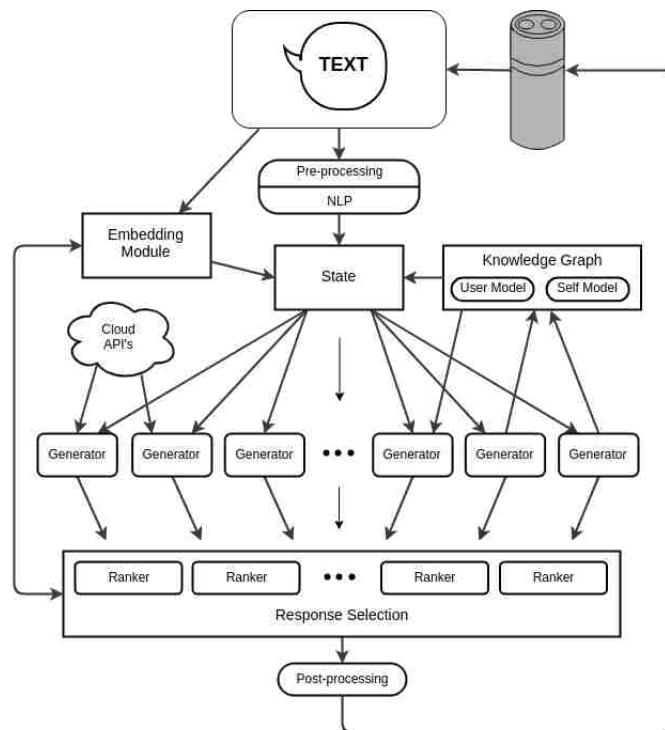 TEXT
Pre-processing
NLP
Embedding
Module
State
Knowledge Graph
User Model
Self Model
Cloud
API's
Generator
Generator
Generator
Generator
Generator
Generator
Ranker
Ranker
Ranker
Ranker
Response Selection
Post-processing